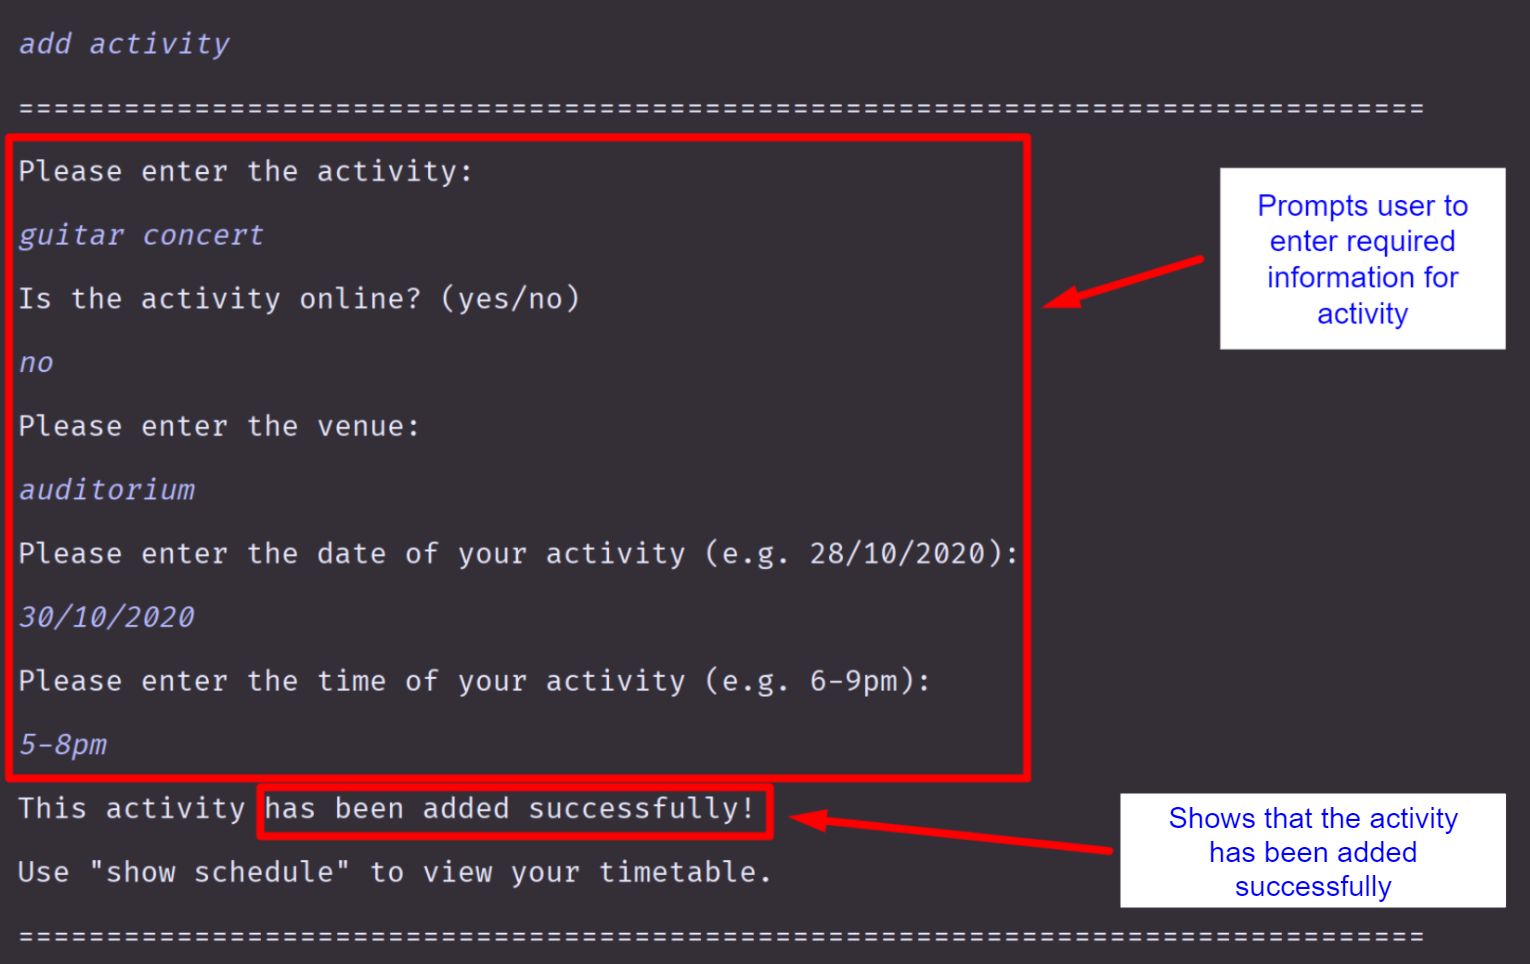 add activity
================================================================================
Please enter the activity:
guitar concert
Is the activity online? (yes/no)
no
Please enter the venue:
auditorium
Please enter the date of your activity (e.g. 28/10/2020):
30/10/2020
Please enter the time of your activity (e.g. 6-9pm):
5-8pm
This activity has been added successfully!
Use "show schedule" to view your timetable.
================================================================================
Prompts user to
enter required
information for
activity
Shows that the activity
has been added
successfully